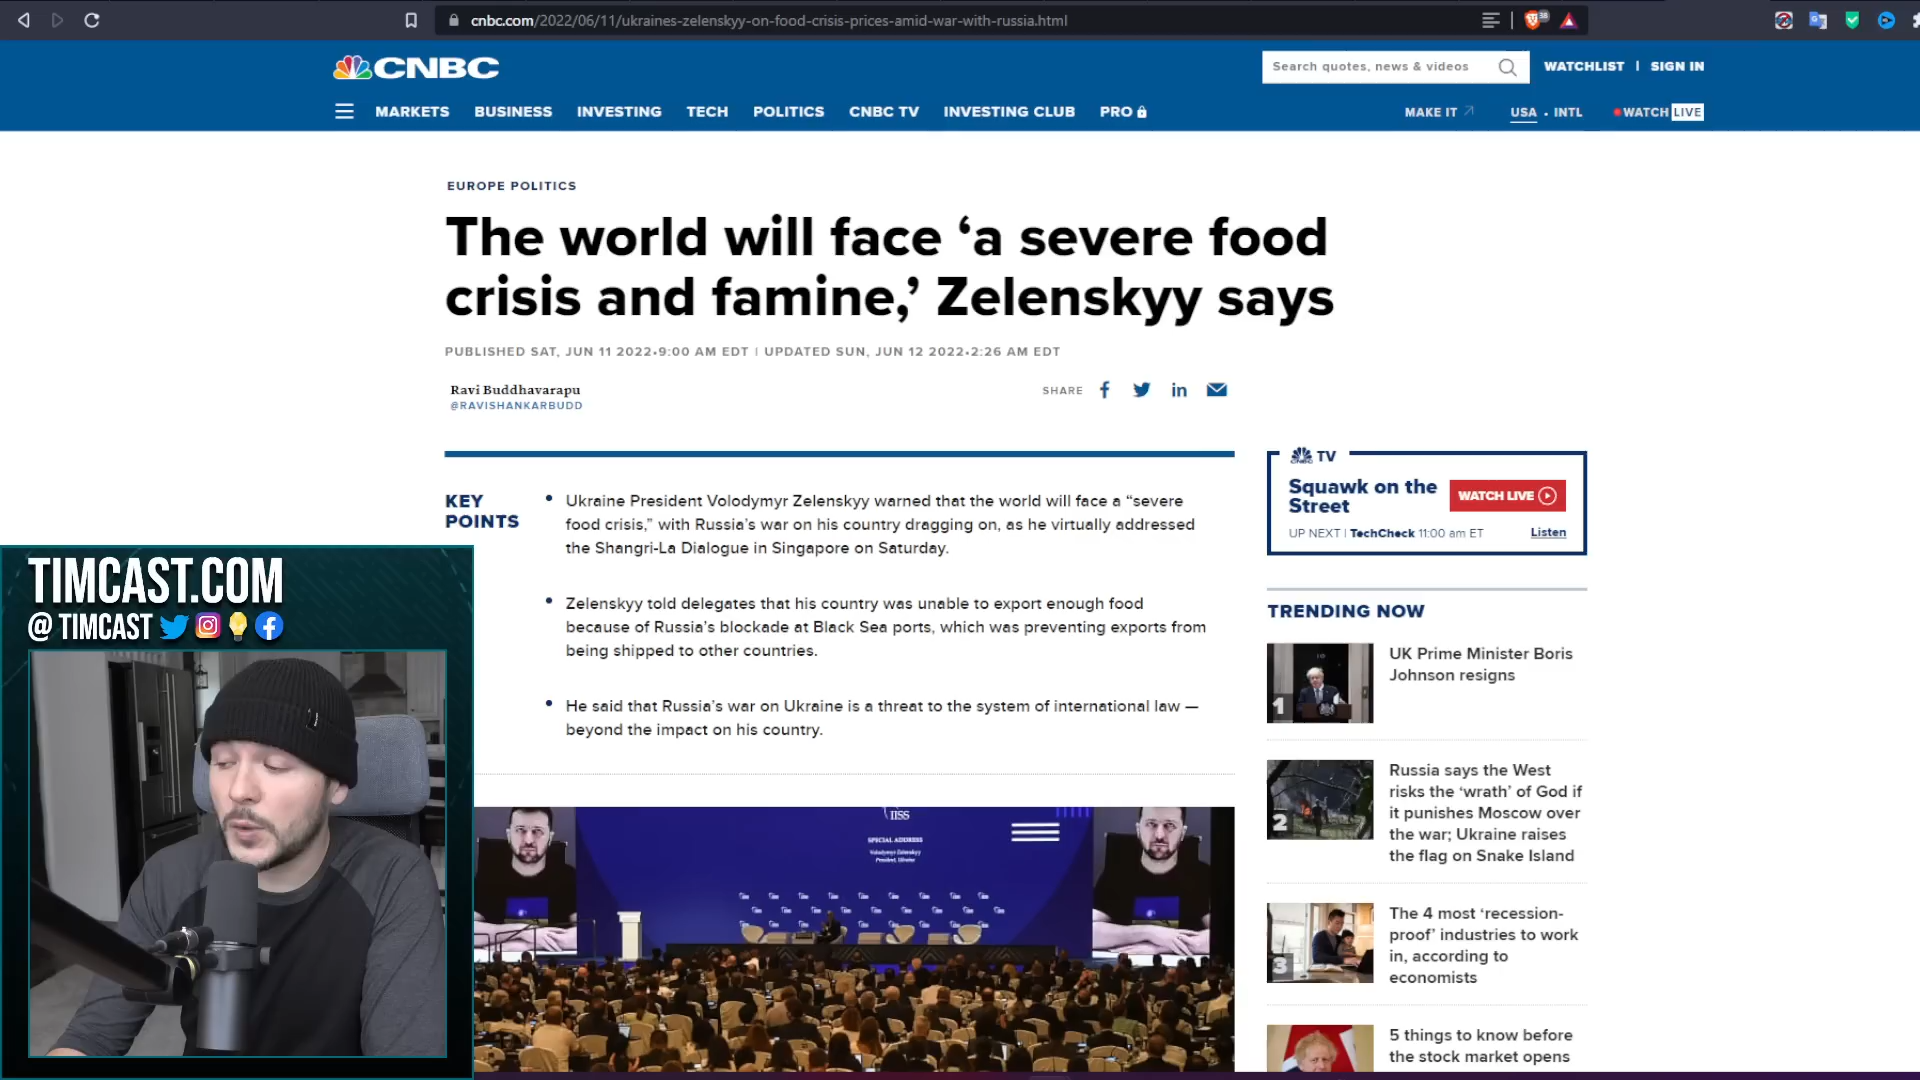 cnbc.com/2022/06/11/ukraines-zelenskyy-on-food-crisis-prices-amid-war-with-russia.html
CNBC
Search quotes, news & videos
WATCHLIST | SIGN IN
MARKETS BUSINESS INVESTING TECH POLITICS CNBC TV INVESTING CLUB PRO
MAKE IT USA • INTL WATCH LIVE
EUROPE POLITICS
The world will face ‘a severe food
crisis and famine,’ Zelenskyy says
PUBLISHED SAT, JUN 11 2022•9:00 AM EDT | UPDATED SUN, JUN 12 2022•2:26 AM EDT
Ravi Buddhavarapu
@RAVISHANKARBUDD
SHARE
KEY
POINTS
• Ukraine President Volodymyr Zelenskyy warned that the world will face a “severe
food crisis,” with Russia’s war on his country dragging on, as he virtually addressed
the Shangri-La Dialogue in Singapore on Saturday.
• Zelenskyy told delegates that his country was unable to export enough food
because of Russia’s blockade at Black Sea ports, which was preventing exports from
being shipped to other countries.
• He said that Russia’s war on Ukraine is a threat to the system of international law —
beyond the impact on his country.
IISS
SPECIAL ADDRESS
Volodymyr Zelenskyy
President, Ukraine
CNBC TV
Squawk on the
Street
WATCH LIVE
UP NEXT | TechCheck 11:00 am ET
Listen
TRENDING NOW
1
UK Prime Minister Boris
Johnson resigns
2
Russia says the West
risks the ‘wrath’ of God if
it punishes Moscow over
the war; Ukraine raises
the flag on Snake Island
3
The 4 most ‘recession-
proof’ industries to work
in, according to
economists
5 things to know before
the stock market opens
TIMCAST.COM
@ TIMCAST